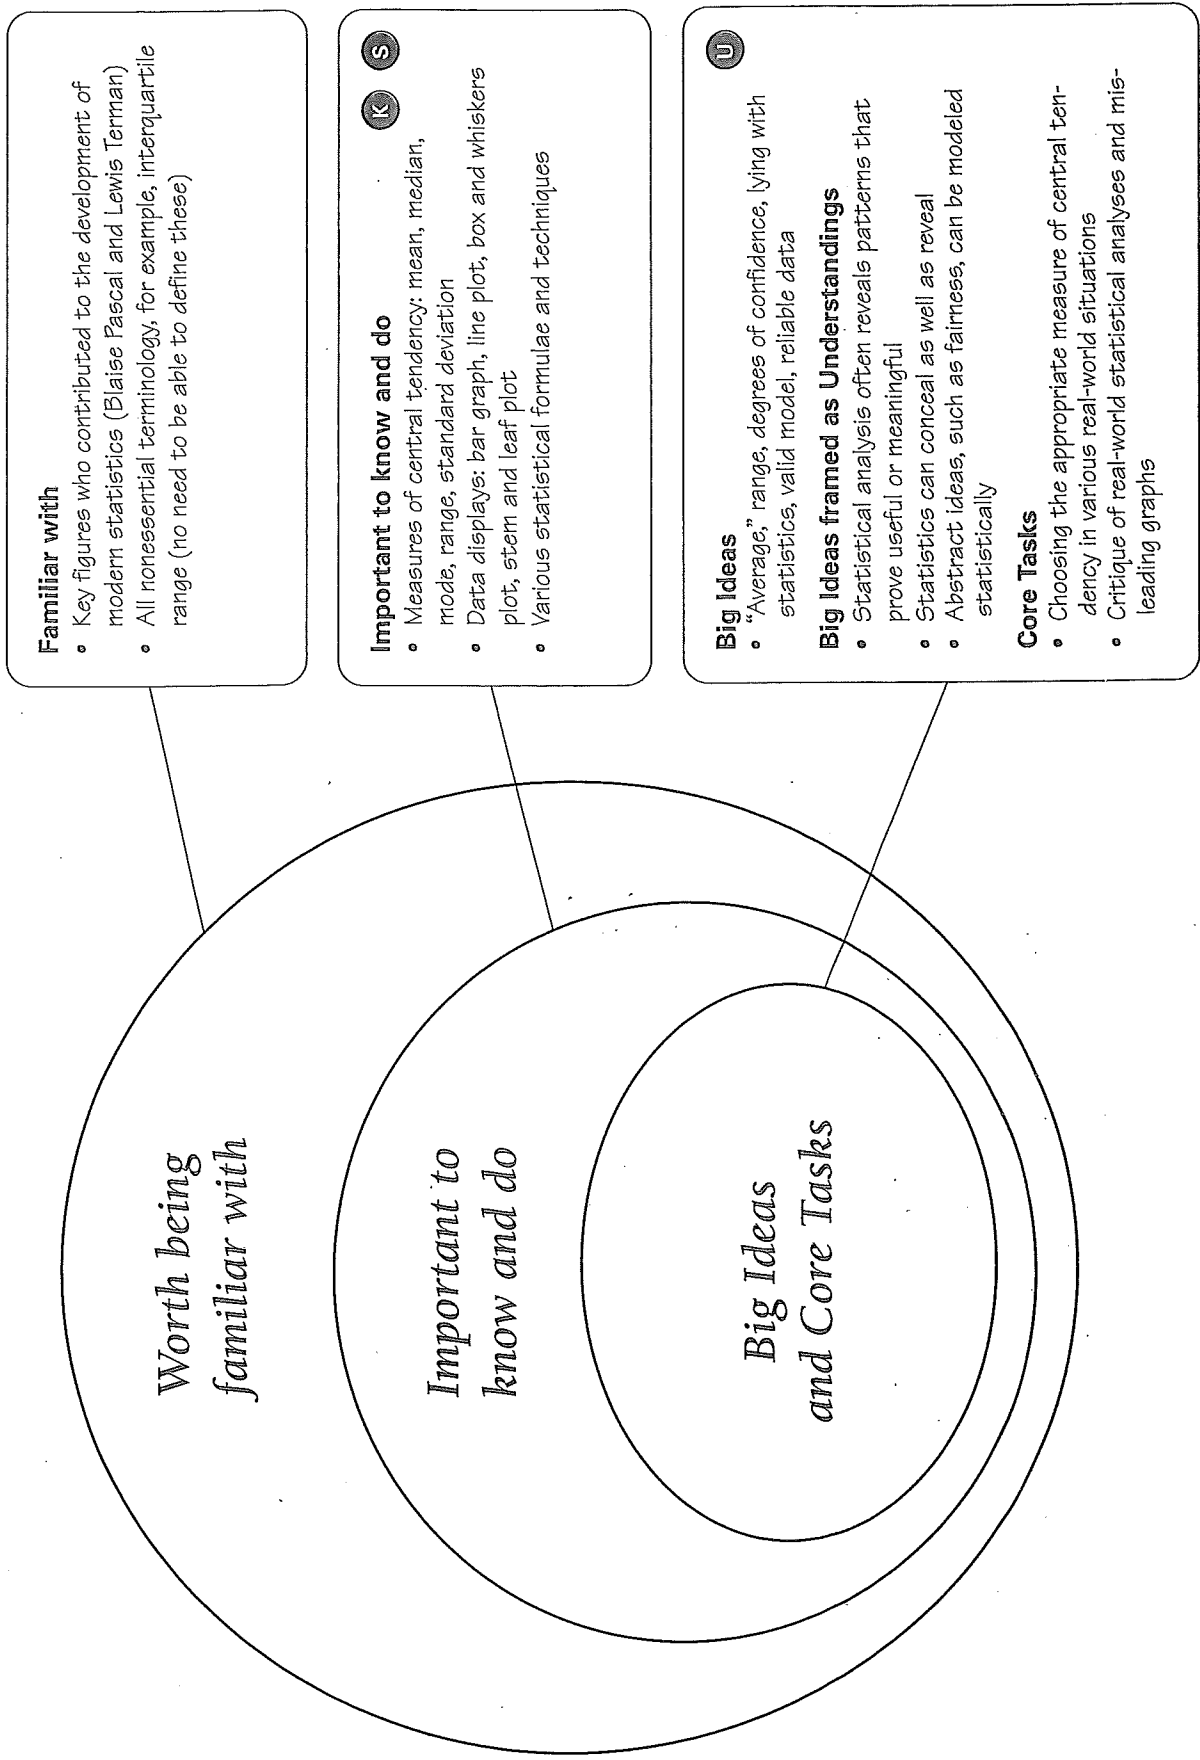 Worth being
familiar with
Important to
know and do
Big Ideas
and Core Tasks
Familiar with
• Key figures who contributed to the development of
modern statistics (Blaise Pascal and Lewis Terman)
• All nonessential terminology, for example, interquartile
range (no need to be able to define these)
Important to know and do
K S
• Measures of central tendency: mean, median,
mode, range, standard deviation
• Data displays: bar graph, line plot, box and whiskers
plot, stem and leaf plot
• Various statistical formulae and techniques
Big Ideas
U
• “Average,” range, degrees of confidence, lying with
statistics, valid model, reliable data
Big Ideas framed as Understandings
• Statistical analysis often reveals patterns that
prove useful or meaningful
• Statistics can conceal as well as reveal
• Abstract ideas, such as fairness, can be modeled
statistically
Core Tasks
• Choosing the appropriate measure of central ten-
dency in various real-world situations
• Critique of real-world statistical analyses and mis-
leading graphs